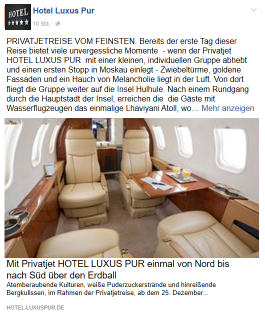 HOTEL
Hotel Luxus Pur
10 Std. ·
PRIVATJETREISE VOM FEINSTEN. Bereits der erste Tag dieser
Reise bietet viele unvergessliche Momente - wenn der Privatjet
HOTEL LUXUS PUR mit einer kleinen, individuellen Gruppe abhebt
und einen ersten Stopp in Moskau einlegt - Zwiebeltürme, goldene
Fassaden und ein Hauch von Melancholie liegt in der Luft. Von dort
fliegt die Gruppe weiter auf die Insel Hulhule. Nach einem Rundgang
durch die Hauptstadt der Insel, erreichen die die Gäste mit
Wasserflugzeugen das einmalige Lhaviyani Atoll, wo... Mehr anzeigen
Mit Privatjet HOTEL LUXUS PUR einmal von Nord bis
nach Süd über den Erdball
Atemberaubende Kulturen, weiße Puderzuckerstrände und hinreißende
Bergkulissen, im Rahmen der Privatjetreise, ab dem 25. Dezember...
HOTEL-LUXUSPUR.DE